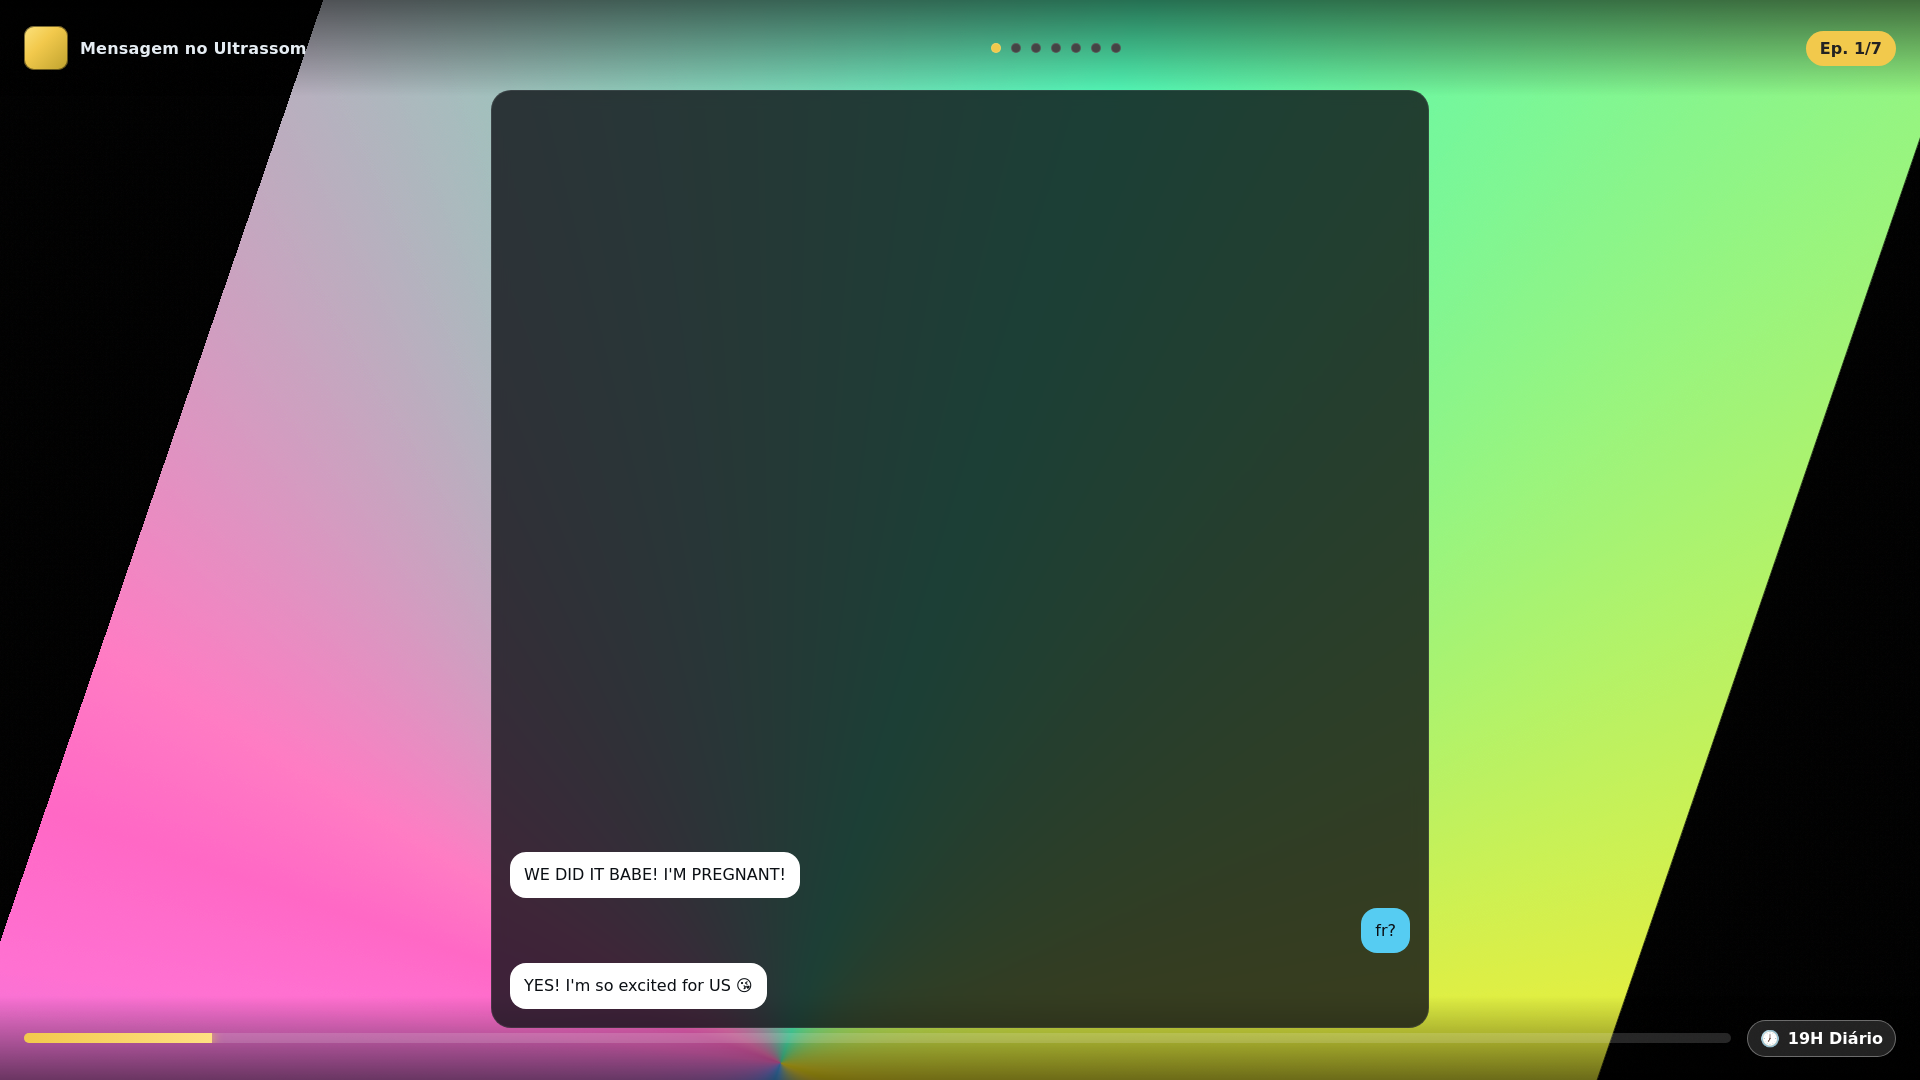 Mensagem no Ultrassom
Ep. 1/7
WE DID IT BABE! I'M PREGNANT!
fr?
YES! I'm so excited for US 😘
🕖 19H Diário